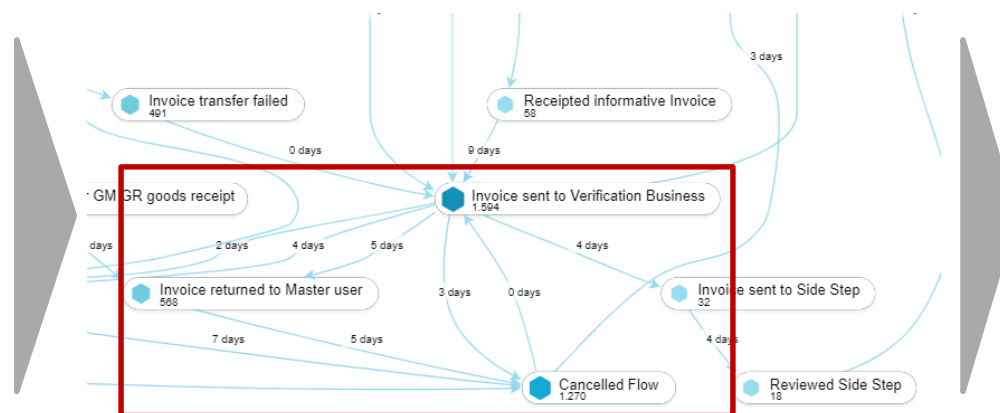 3 days
Invoice transfer failed
491
Receipted informative Invoice
58
0 days
9 days
GM GR goods receipt
Invoice sent to Verification Business
1.594
days
2 days
4 days
5 days
4 days
Invoice returned to Master user
568
3 days
0 days
Invoice sent to Side Step
32
7 days
5 days
4 days
Cancelled Flow
1.270
Reviewed Side Step
18